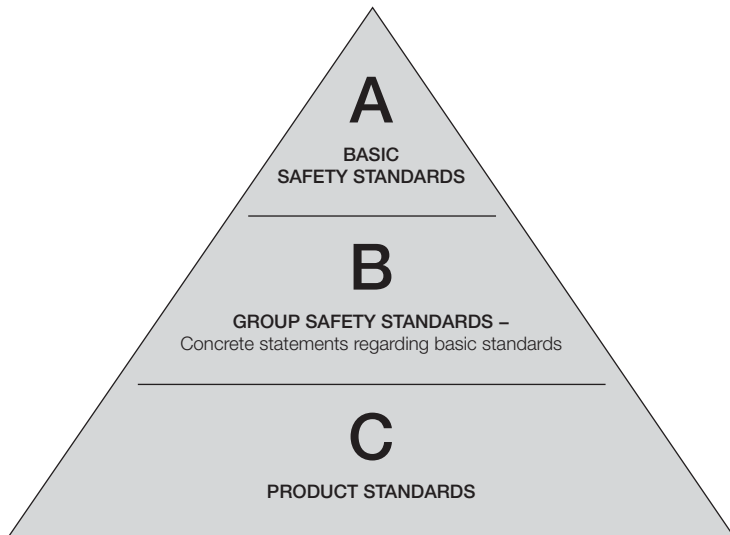 A
BASIC
SAFETY STANDARDS
B
GROUP SAFETY STANDARDS –
Concrete statements regarding basic standards
C
PRODUCT STANDARDS